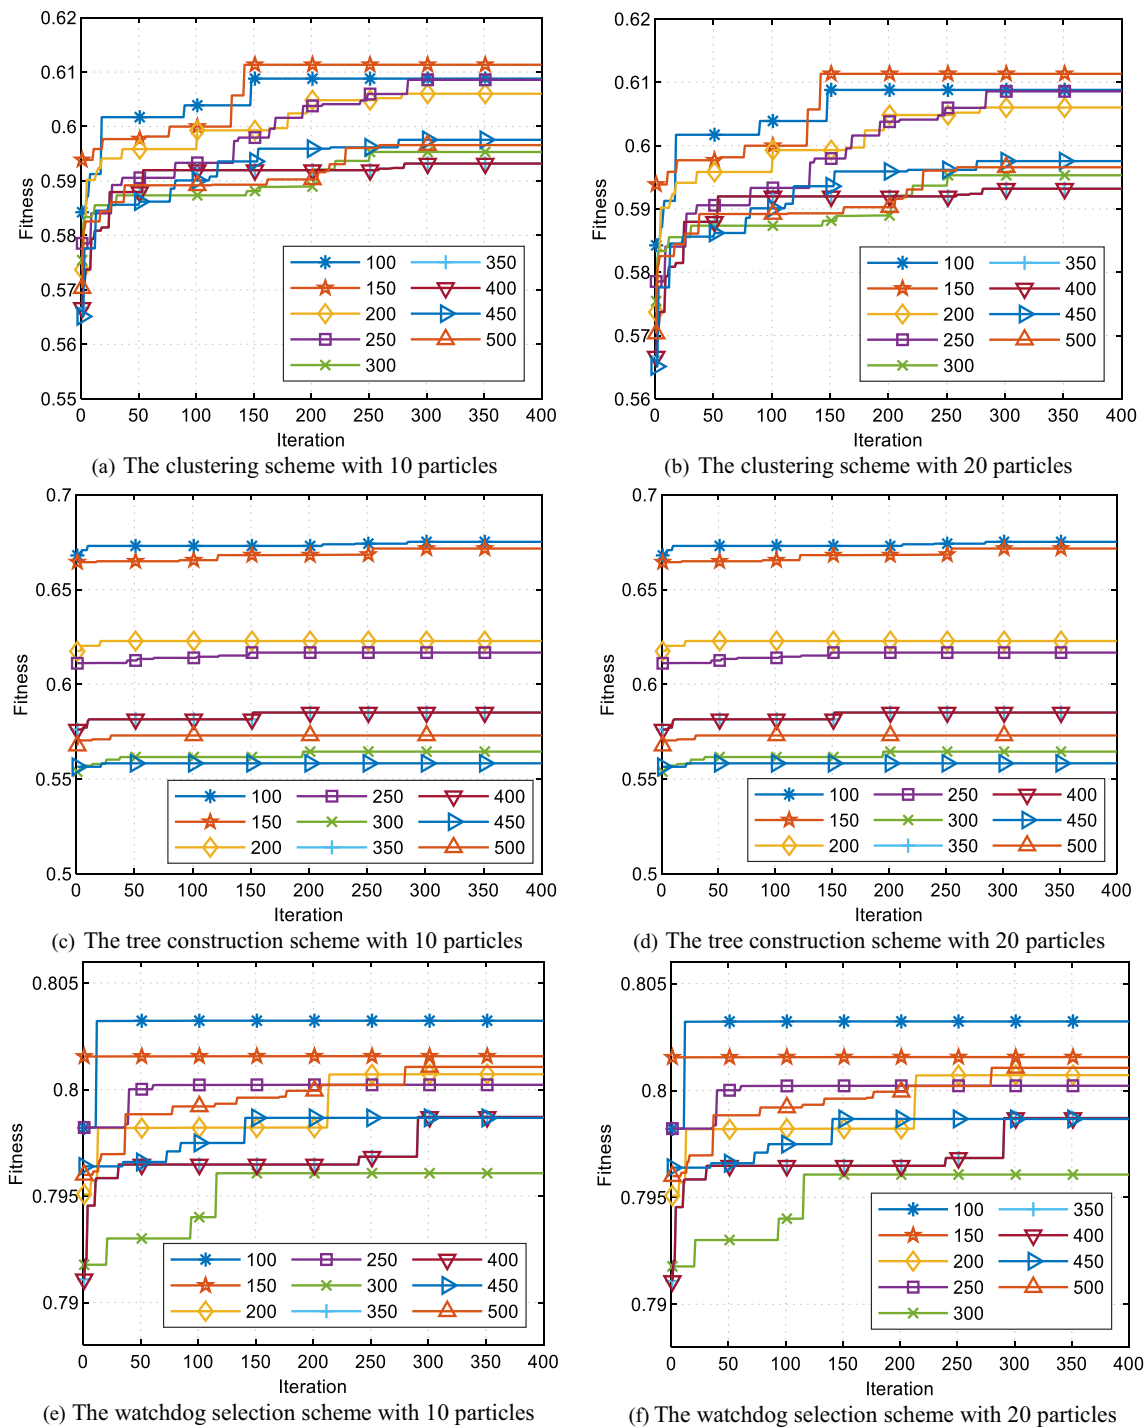 0.62
0.61
0.6
0.59
0.58
0.57
0.56
0.55
Fitness
0 50 100 150 200 250 300 350 400
Iteration
100 350
150 400
200 450
250 500
300
(a) The clustering scheme with 10 particles
0.62
0.61
0.6
0.59
0.58
0.57
0.56
Fitness
0 50 100 150 200 250 300 350 400
Iteration
100 350
150 400
200 450
250 500
300
(b) The clustering scheme with 20 particles
0.7
0.65
0.6
0.55
0.5
Fitness
0 50 100 150 200 250 300 350 400
Iteration
100 250 400
150 300 450
200 350 500
(c) The tree construction scheme with 10 particles
0.7
0.65
0.6
0.55
0.5
Fitness
0 50 100 150 200 250 300 350 400
Iteration
100 250 400
150 300 450
200 350 500
(d) The tree construction scheme with 20 particles
0.805
0.8
0.795
0.79
Fitness
0 50 100 150 200 250 300 350 400
Iteration
100 250 400
150 300 450
200 350 500
(e) The watchdog selection scheme with 10 particles
0.805
0.8
0.795
0.79
Fitness
0 50 100 150 200 250 300 350 400
Iteration
100 350
150 400
200 450
250 500
300
(f) The watchdog selection scheme with 20 particles